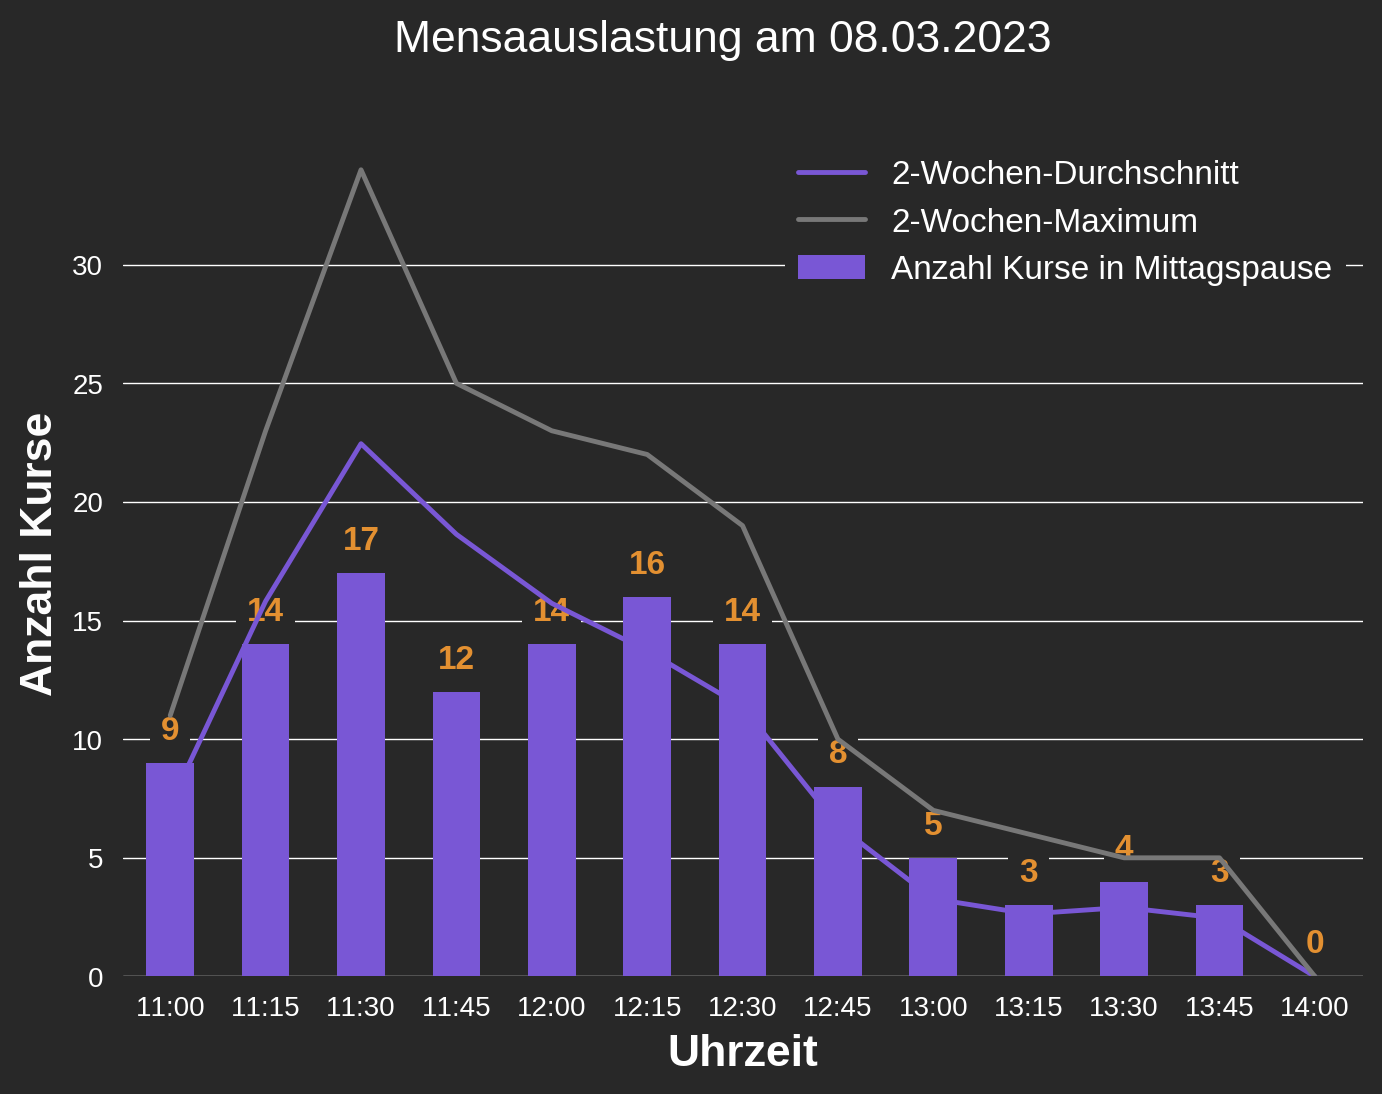 Mensaauslastung am 08.03.2023
2-Wochen-Durchschnitt
2-Wochen-Maximum
Anzahl Kurse in Mittagspause
Anzahl Kurse
30
25
20
15
10
5
0
9
14
17
12
14
16
14
8
5
3
4
3
0
11:00 11:15 11:30 11:45 12:00 12:15 12:30 12:45 13:00 13:15 13:30 13:45 14:00
Uhrzeit